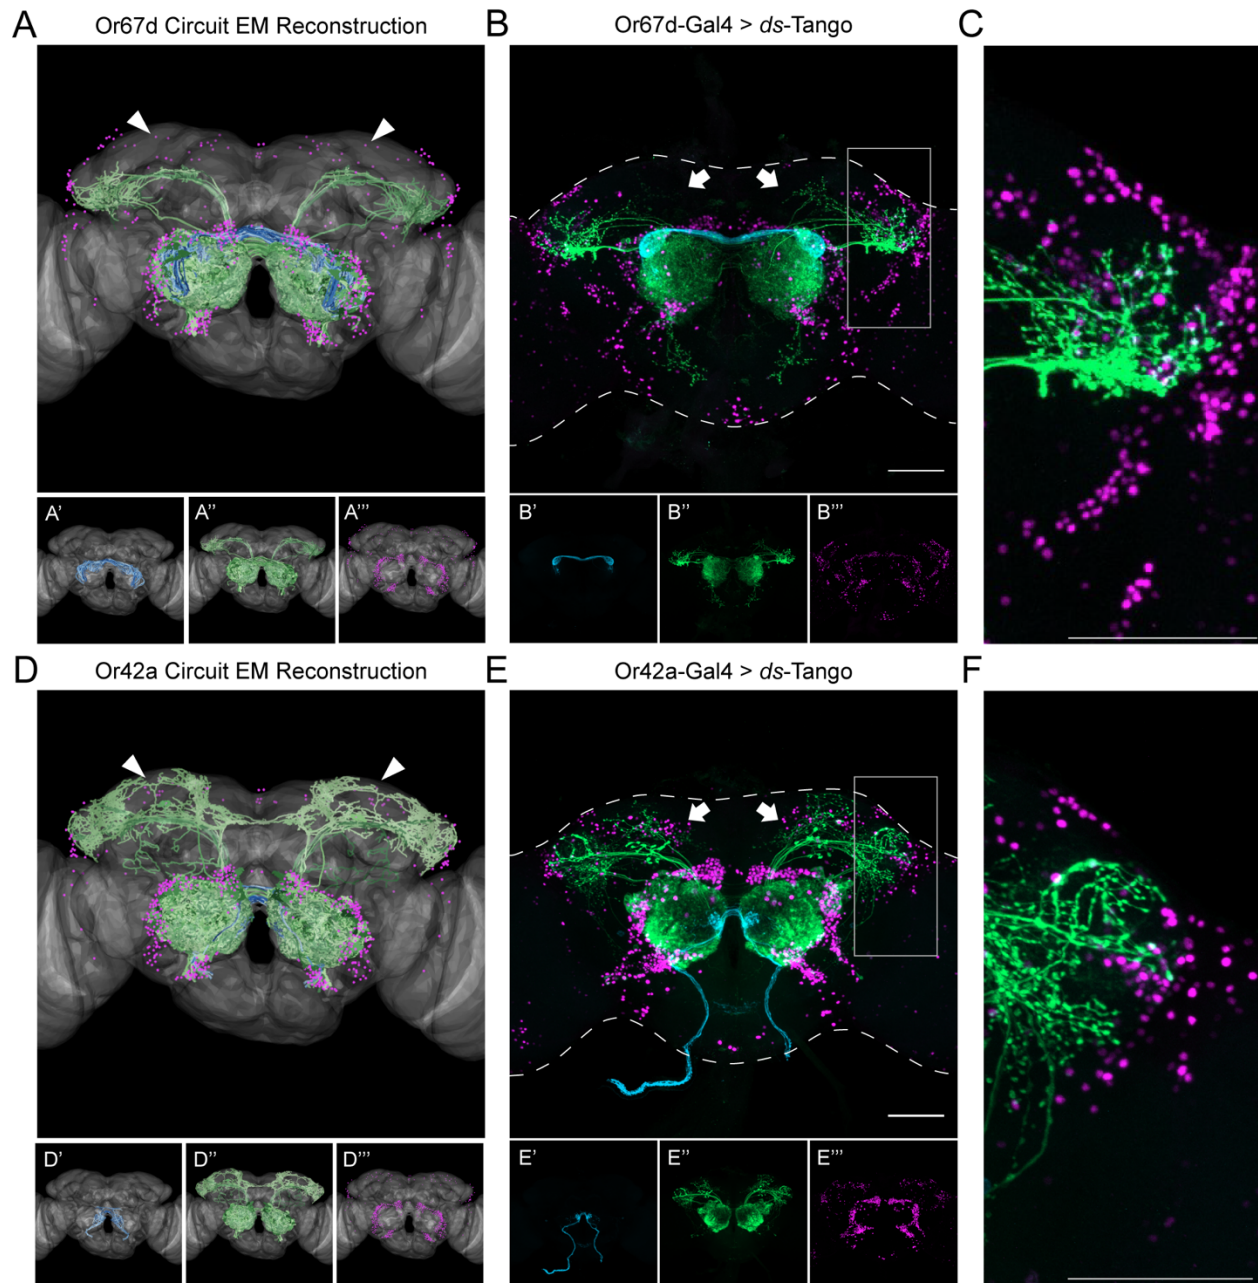 A Or67d Circuit EM Reconstruction
B Or67d-Gal4 > ds-Tango
C
A’
A’’
A’’’
B’
B’’
B’’’
D Or42a Circuit EM Reconstruction
E Or42a-Gal4 > ds-Tango
F
D’
D’’
D’’’
E’
E’’
E’’’